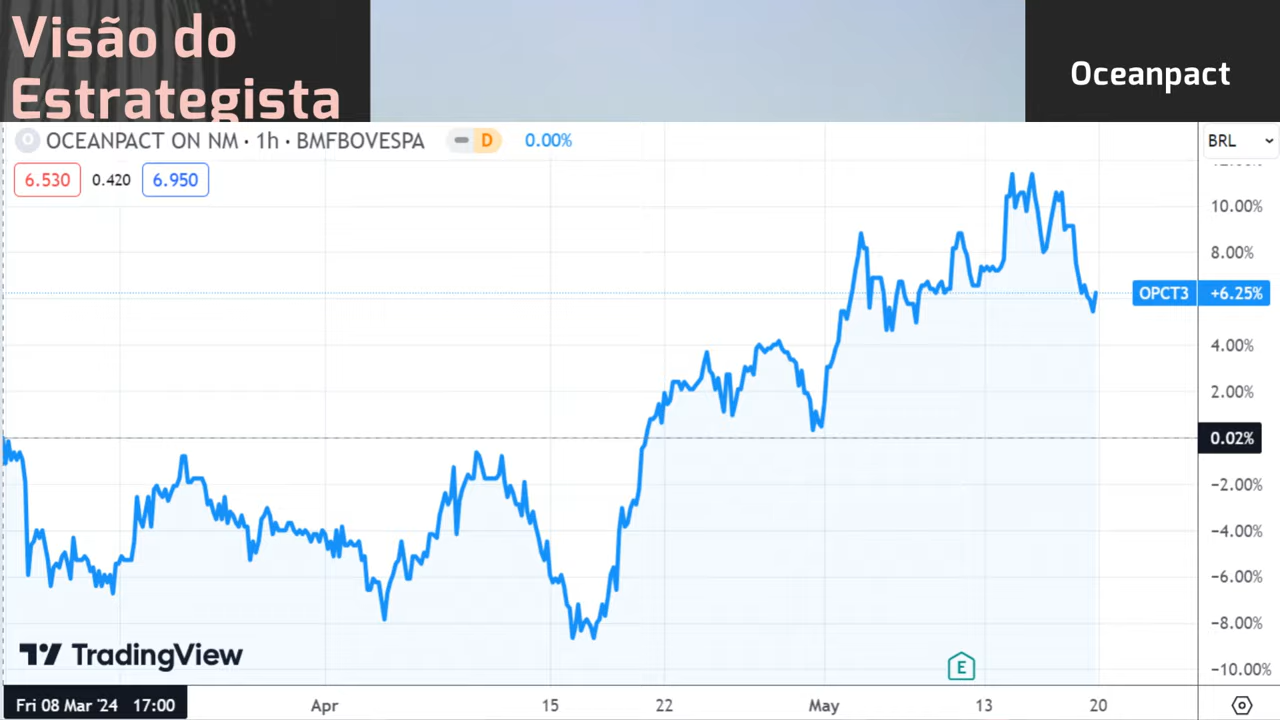 Visão do
Estrategista
Oceanpact
O OCEANPACT ON NM · 1h · BMFBOVESPA D 0.00%
BRL
6.530 0.420 6.950
10.00%
8.00%
OPCT3 +6.25%
4.00%
2.00%
0.02%
−2.00%
−4.00%
−6.00%
−8.00%
−10.00%
TradingView
E
Fri 08 Mar '24 17:00 Apr 15 22 May 13 20